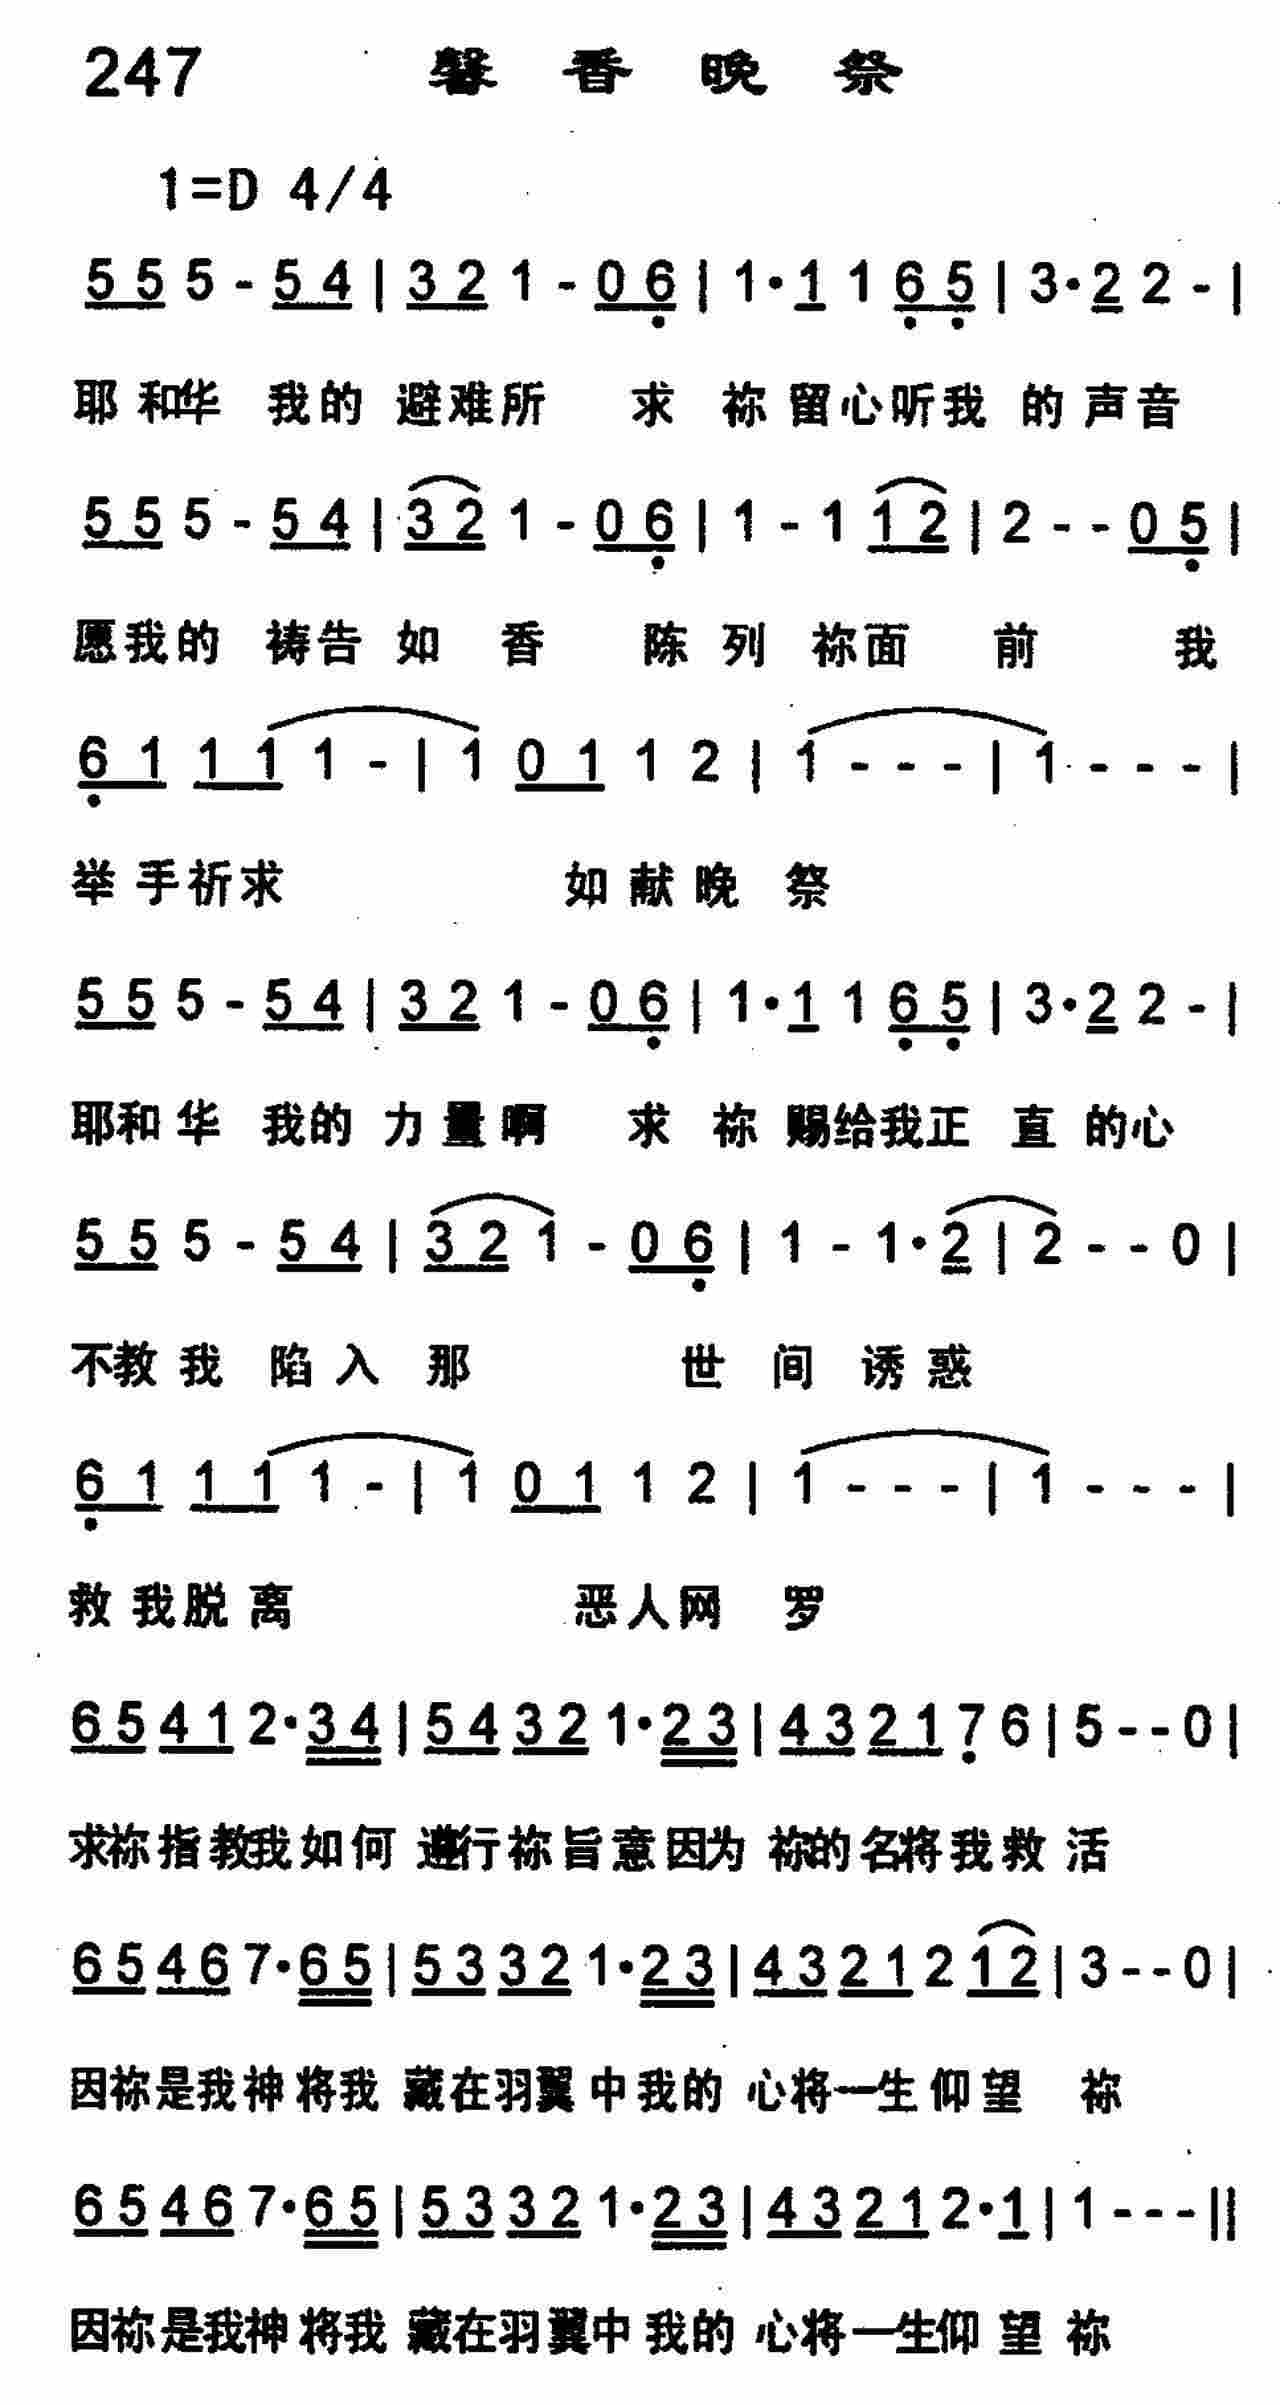 247 馨香晚祭
1=D 4/4
5 5 5 - 5 4 | 3 2 1 - 0 6 | 1· 1 1 6 5 | 3· 2 2 - |
耶和华 我的 避难所 求 祢 留心听我 的声音
5 5 5 - 5 4 | 3 2 1 - 0 6 | 1 - 1 1 2 | 2 - - 0 5 |
愿我的 祷告 如 香 陈 列 祢面 前 我
6 1 1 1 1 - | 1 0 1 1 2 | 1 - - - | 1 - - - |
举手祈求 如献晚 祭
5 5 5 - 5 4 | 3 2 1 - 0 6 | 1· 1 1 6 5 | 3· 2 2 - |
耶和华 我的 力量啊 求 祢 赐给我正 直 的心
5 5 5 - 5 4 | 3 2 1 - 0 6 | 1 - 1· 2 | 2 - - 0 |
不教我 陷入 那 世 间 诱惑
6 1 1 1 1 - | 1 0 1 1 2 | 1 - - - | 1 - - - |
救我脱离 恶人网 罗
6 5 4 1 2· 3 4 | 5 4 3 2 1· 2 3 | 4 3 2 1 7 6 | 5 - - 0 |
求祢指教我如何 遵行祢旨意因为 祢的名将我救活
6 5 4 6 7· 6 5 | 5 3 3 2 1· 2 3 | 4 3 2 1 2 1 2 | 3 - - 0 |
因祢是我神将我 藏在羽翼中我的 心将一生仰望 祢
6 5 4 6 7· 6 5 | 5 3 3 2 1· 2 3 | 4 3 2 1 2· 1 | 1 - - - ||
因祢是我神将我 藏在羽翼中我的 心将一生仰望祢